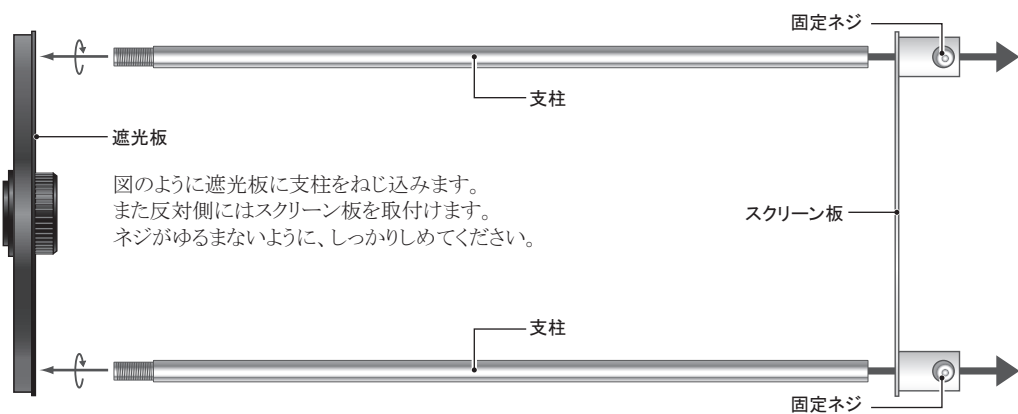 固定ネジ
支柱
遮光板
図のように遮光板に支柱をねじ込みます。
また反対側にはスクリーン板を取付けます。
ネジがゆるまないように、しっかりしめてください。
スクリーン板
支柱
固定ネジ